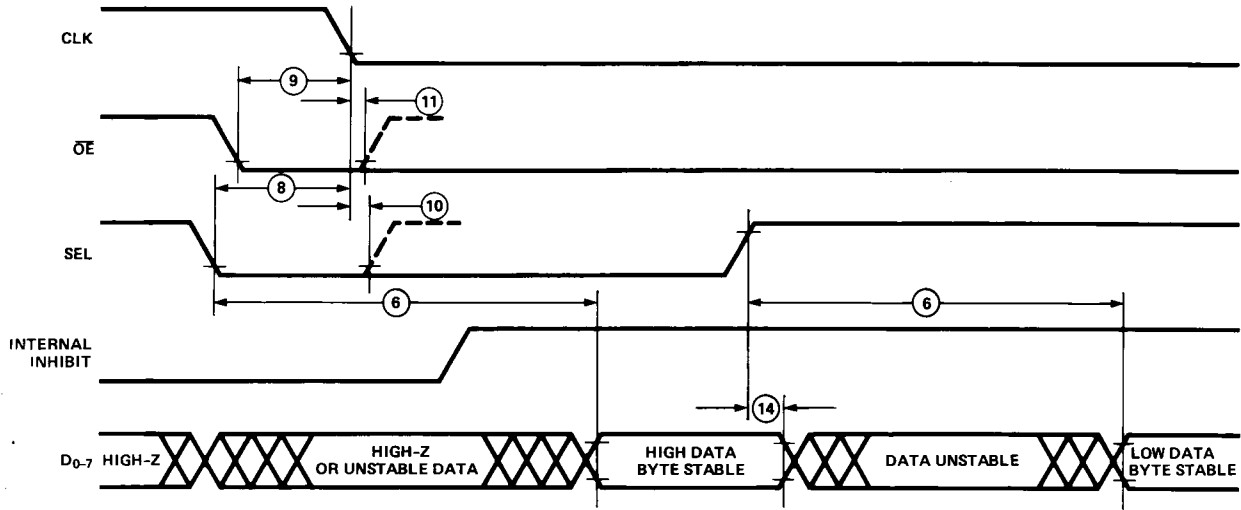 CLK
9
11
OE
8
10
SEL
6
6
INTERNAL
INHIBIT
14
D0–7
HIGH–Z
HIGH–Z
OR UNSTABLE DATA
HIGH DATA
BYTE STABLE
DATA UNSTABLE
LOW DATA
BYTE STABLE